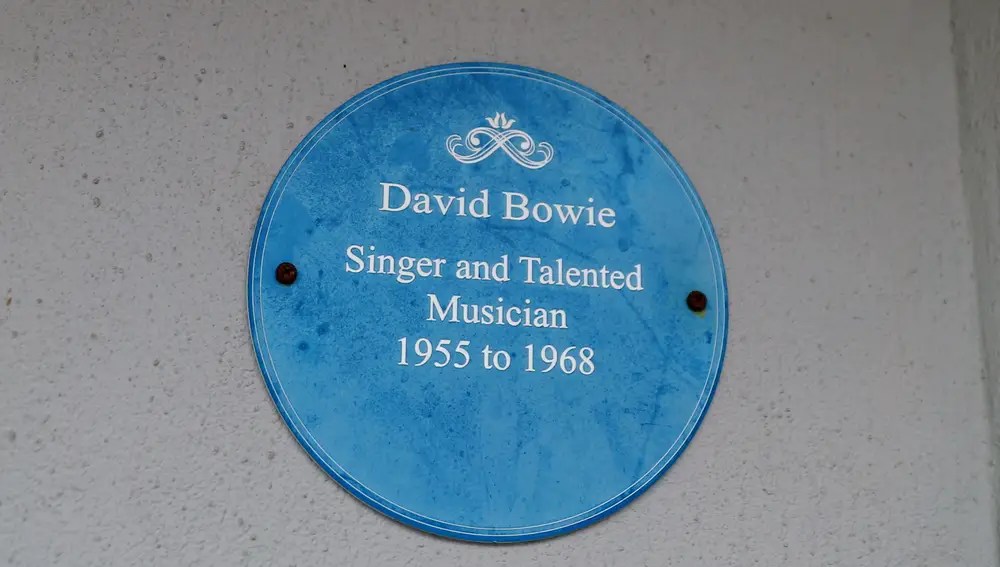 David Bowie
Singer and Talented
Musician
1955 to 1968